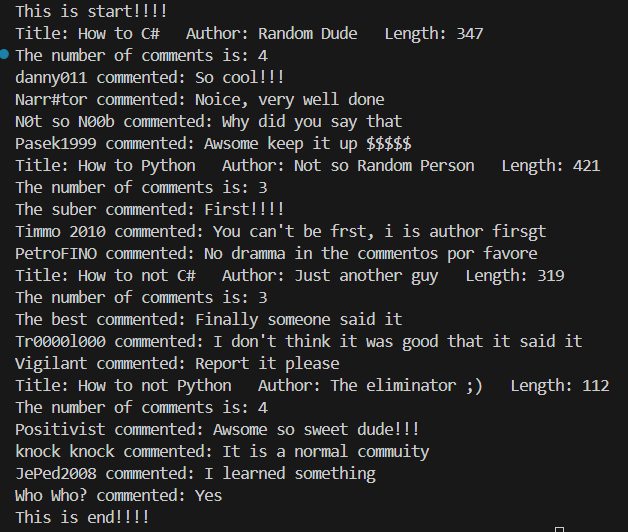 This is start!!!!
Title: How to C#   Author: Random Dude   Length: 347
The number of comments is: 4
danny011 commented: So cool!!!
Narr#tor commented: Noice, very well done
N0t so N00b commented: Why did you say that
Pasek1999 commented: Awsome keep it up $$$$$
Title: How to Python   Author: Not so Random Person   Length: 421
The number of comments is: 3
The suber commented: First!!!!
Timmo 2010 commented: You can't be frst, i is author firsgt
PetroFINO commented: No dramma in the commentos por favore
Title: How to not C#   Author: Just another guy   Length: 319
The number of comments is: 3
The best commented: Finally someone said it
Tr0000l000 commented: I don't think it was good that it said it
Vigilant commented: Report it please
Title: How to not Python   Author: The eliminator ;)   Length: 112
The number of comments is: 4
Positivist commented: Awsome so sweet dude!!!
knock knock commented: It is a normal commuity
JePed2008 commented: I learned something
Who Who? commented: Yes
This is end!!!!